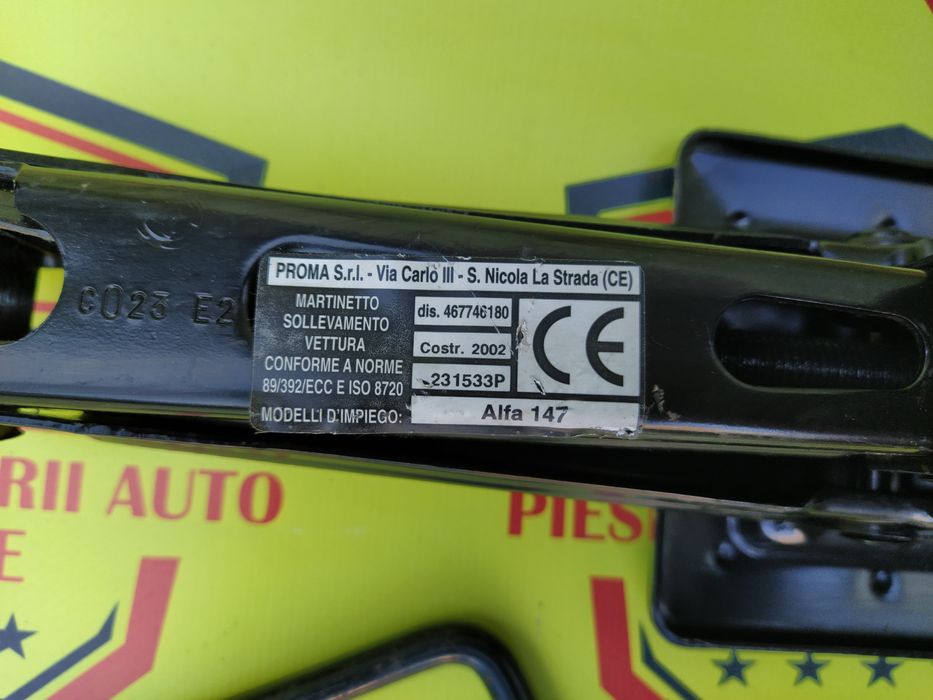 PROMA S.r.l. - Via Carlo III - S. Nicola La Strada (CE)
MARTINETTO
SOLLEVAMENTO
VETTURA
CONFORME A NORME
89/392/ECC E ISO 8720
dis. 467746180
Costr. 2002
231533P
CE
MODELLI D'IMPIEGO: Alfa 147
G023 E2
RII AUTO
E
PIES